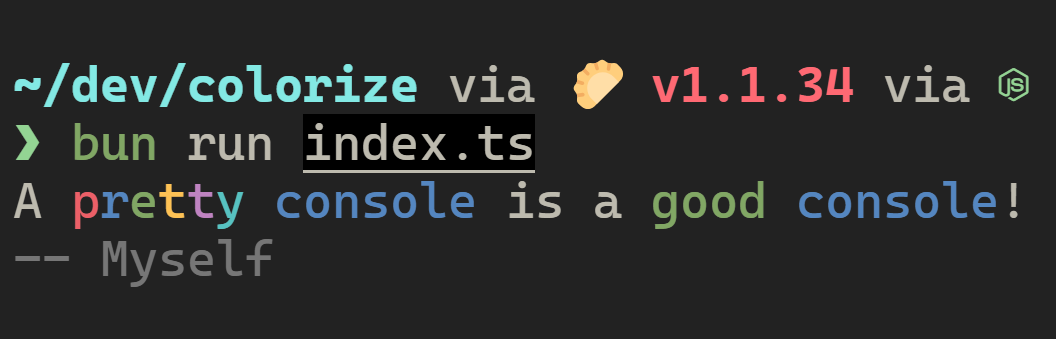 ~/dev/colorize via 🥟 v1.1.34 via JS
❯ bun run index.ts
A pretty console is a good console!
-- Myself